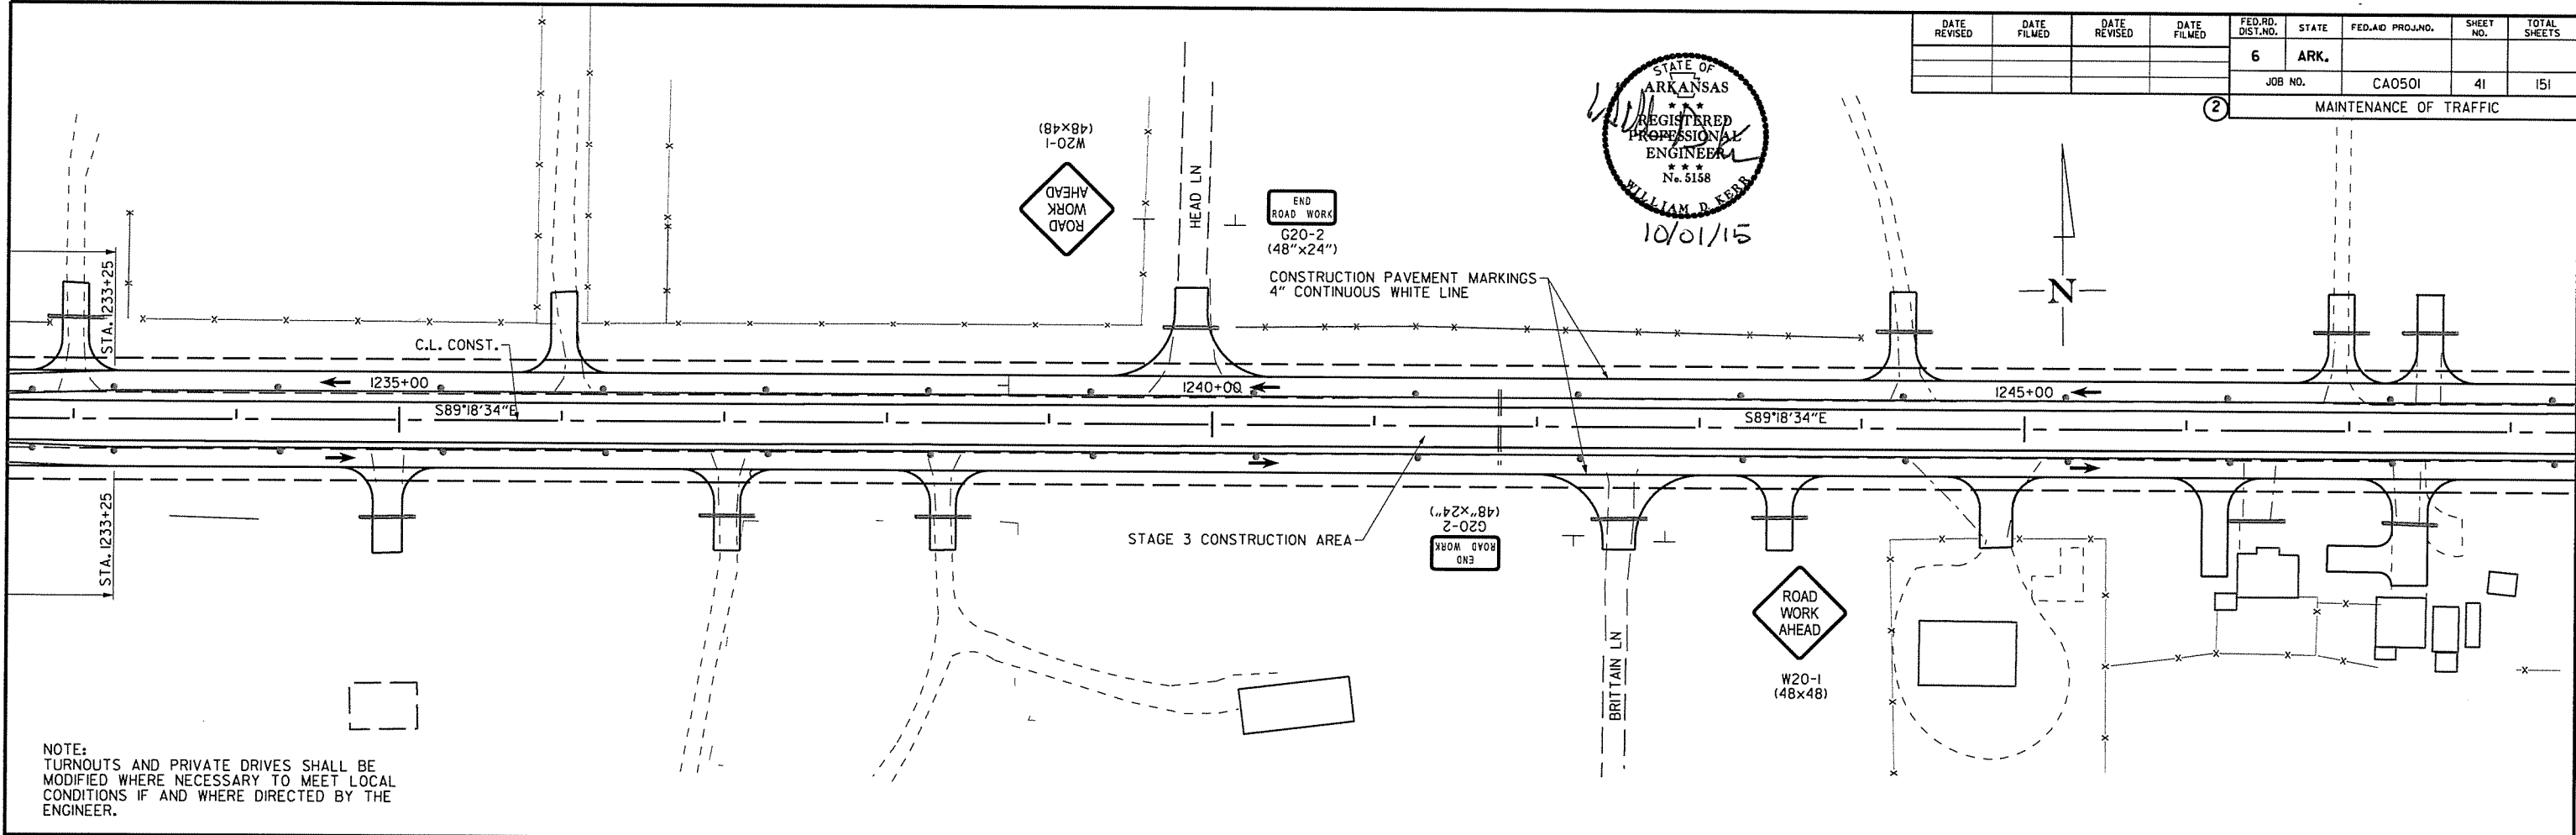 DATE REVISED
DATE FILMED
DATE REVISED
DATE FILMED
FED.RD. DIST.NO.
STATE
FED.AID PROJ.NO.
SHEET NO.
TOTAL SHEETS
6
ARK.
JOB NO.
CA0501
41
151
2
MAINTENANCE OF TRAFFIC
STATE OF
ARKANSAS
REGISTERED
PROFESSIONAL
ENGINEER
No. 5158
WILLIAM D. KERR
10/01/15
W20-1
(48x48)
ROAD
WORK
AHEAD
HEAD LN
END
ROAD WORK
G20-2
(48"x24")
CONSTRUCTION PAVEMENT MARKINGS
4" CONTINUOUS WHITE LINE
N
STA. 1233+25
C.L. CONST.
1235+00
1240+00
1245+00
S89°18'34"E
S89°18'34"E
STA. 1233+25
STAGE 3 CONSTRUCTION AREA
G20-2
(48"x24")
END
ROAD WORK
BRITTAIN LN
ROAD
WORK
AHEAD
W20-1
(48x48)
NOTE:
TURNOUTS AND PRIVATE DRIVES SHALL BE
MODIFIED WHERE NECESSARY TO MEET LOCAL
CONDITIONS IF AND WHERE DIRECTED BY THE
ENGINEER.